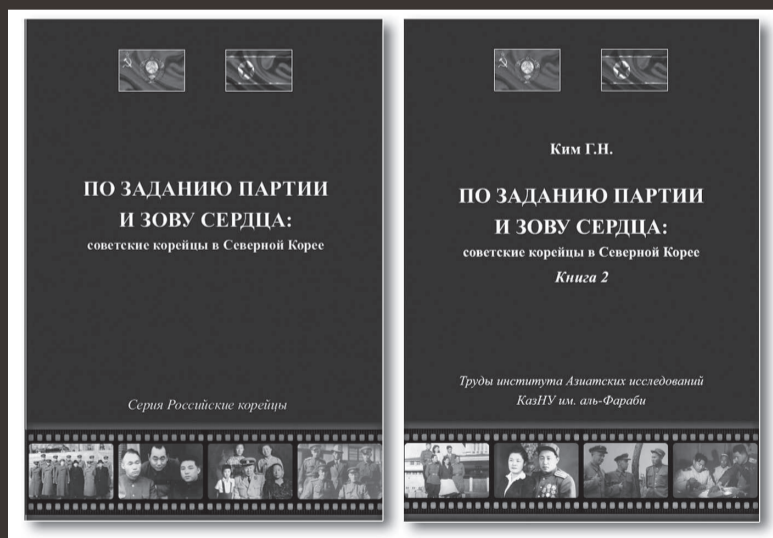 ПО ЗАДАНИЮ ПАРТИИ
И ЗОВУ СЕРДЦА:
советские корейцы в Северной Корее
Серия Российские корейцы
Ким Г.Н.
ПО ЗАДАНИЮ ПАРТИИ
И ЗОВУ СЕРДЦА:
советские корейцы в Северной Корее
Книга 2
Труды института Азиатских исследований
КазНУ им. аль-Фараби